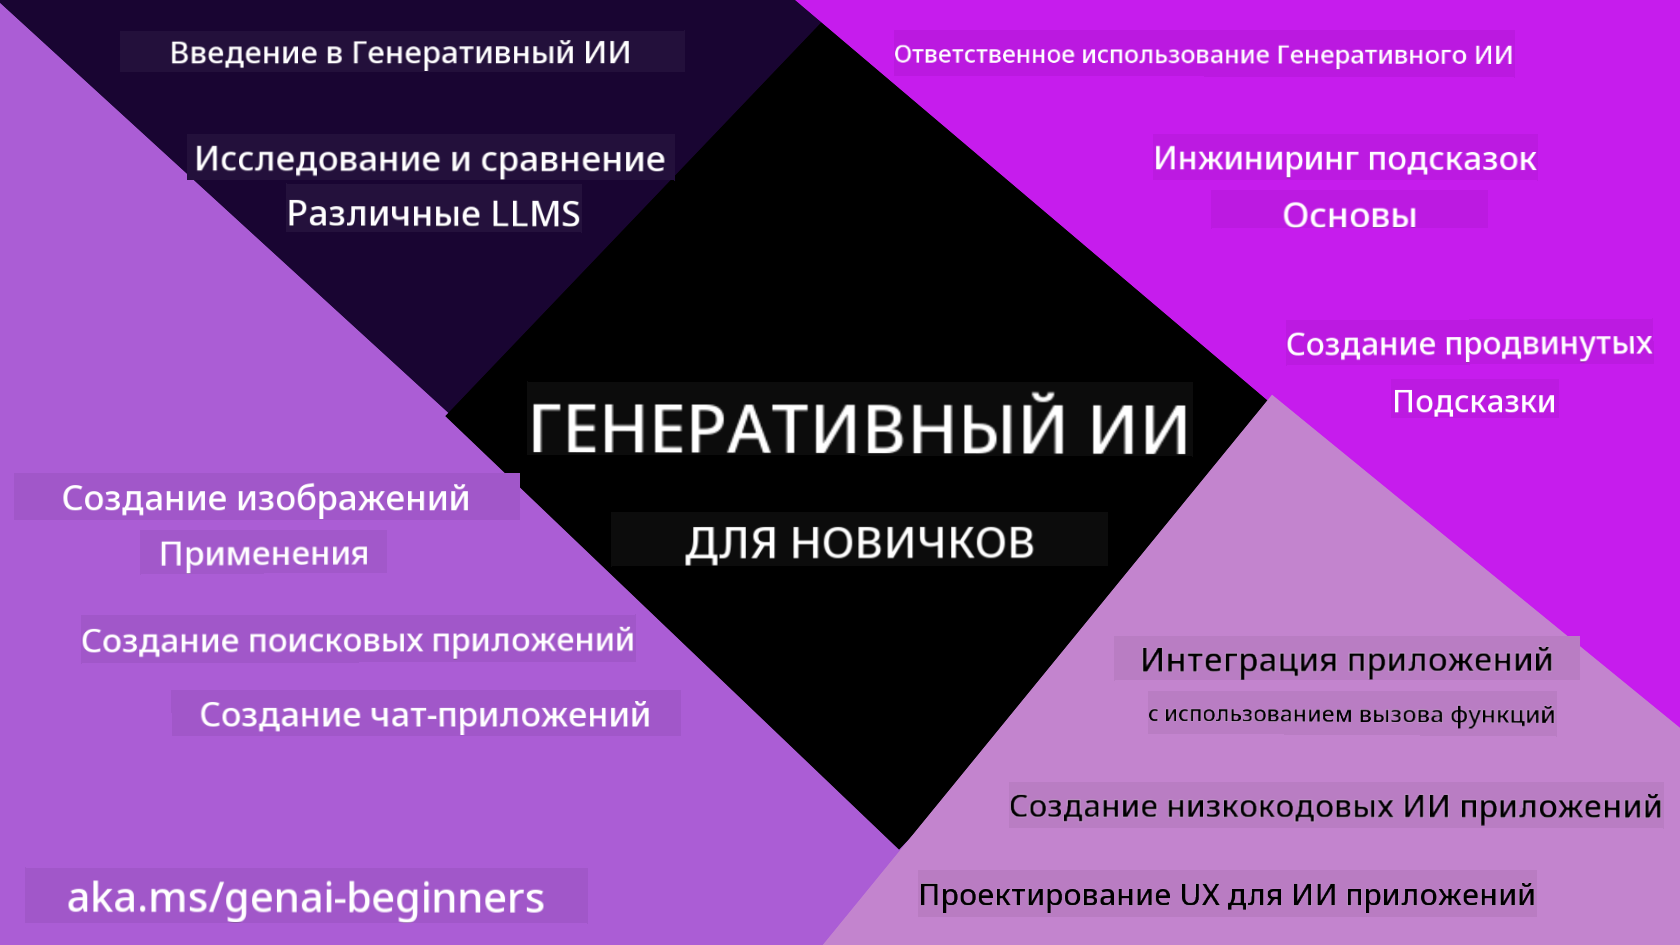 Введение в Генеративный ИИ
Исследование и сравнение
Различные LLMS
Ответственное использование Генеративного ИИ
Инжиниринг подсказок
Основы
Создание продвинутых
Подсказки
ГЕНЕРАТИВНЫЙ ИИ
ДЛЯ НОВИЧКОВ
Создание изображений
Применения
Создание поисковых приложений
Создание чат-приложений
aka.ms/genai-beginners
Интеграция приложений
с использованием вызова функций
Создание низкокодовых ИИ приложений
Проектирование UX для ИИ приложений